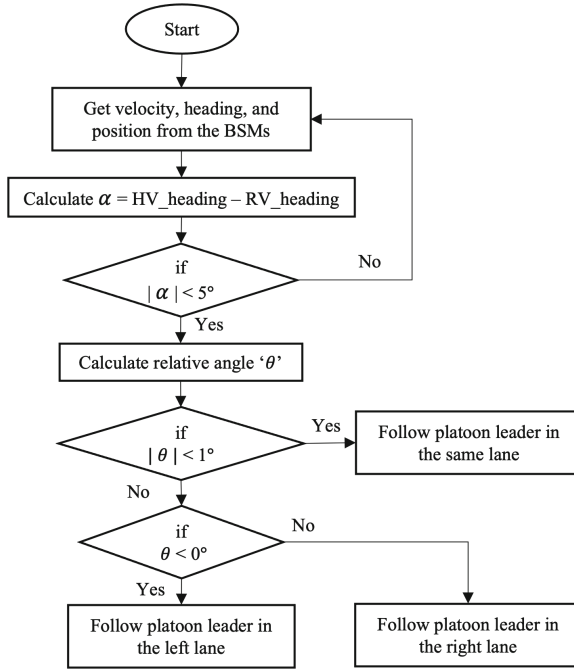 Start
Get velocity, heading, and
position from the BSMs
Calculate α = HV_heading – RV_heading
if
| α | < 5°
No
Yes
Calculate relative angle ‘θ’
if
| θ | < 1°
Yes
Follow platoon leader in
the same lane
No
if
θ < 0°
No
Yes
Follow platoon leader in
the left lane
Follow platoon leader in
the right lane